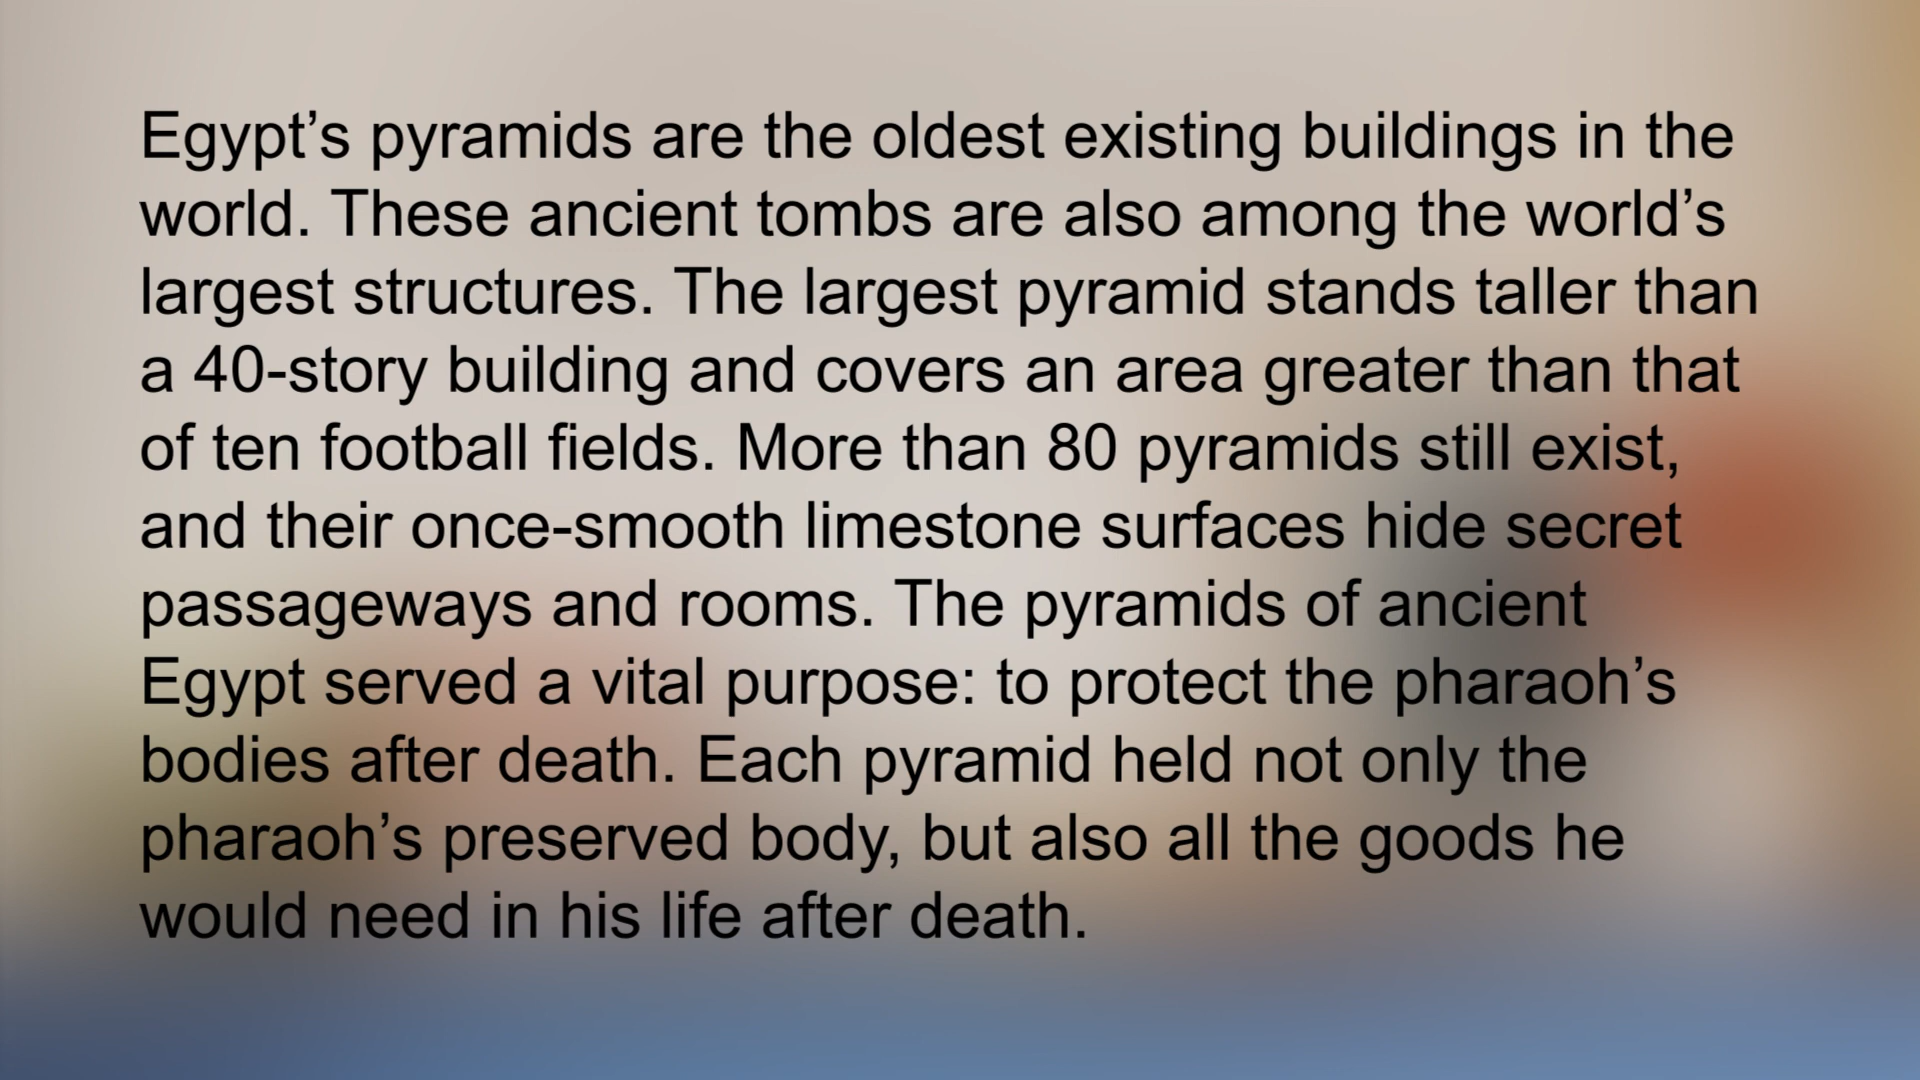 Egypt’s pyramids are the oldest existing buildings in the
world. These ancient tombs are also among the world’s
largest structures. The largest pyramid stands taller than
a 40-story building and covers an area greater than that
of ten football fields. More than 80 pyramids still exist,
and their once-smooth limestone surfaces hide secret
passageways and rooms. The pyramids of ancient
Egypt served a vital purpose: to protect the pharaoh’s
bodies after death. Each pyramid held not only the
pharaoh’s preserved body, but also all the goods he
would need in his life after death.